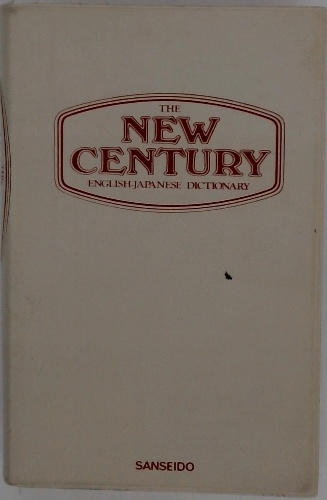 THE
NEW
CENTURY
ENGLISH-JAPANESE DICTIONARY
SANSEIDO